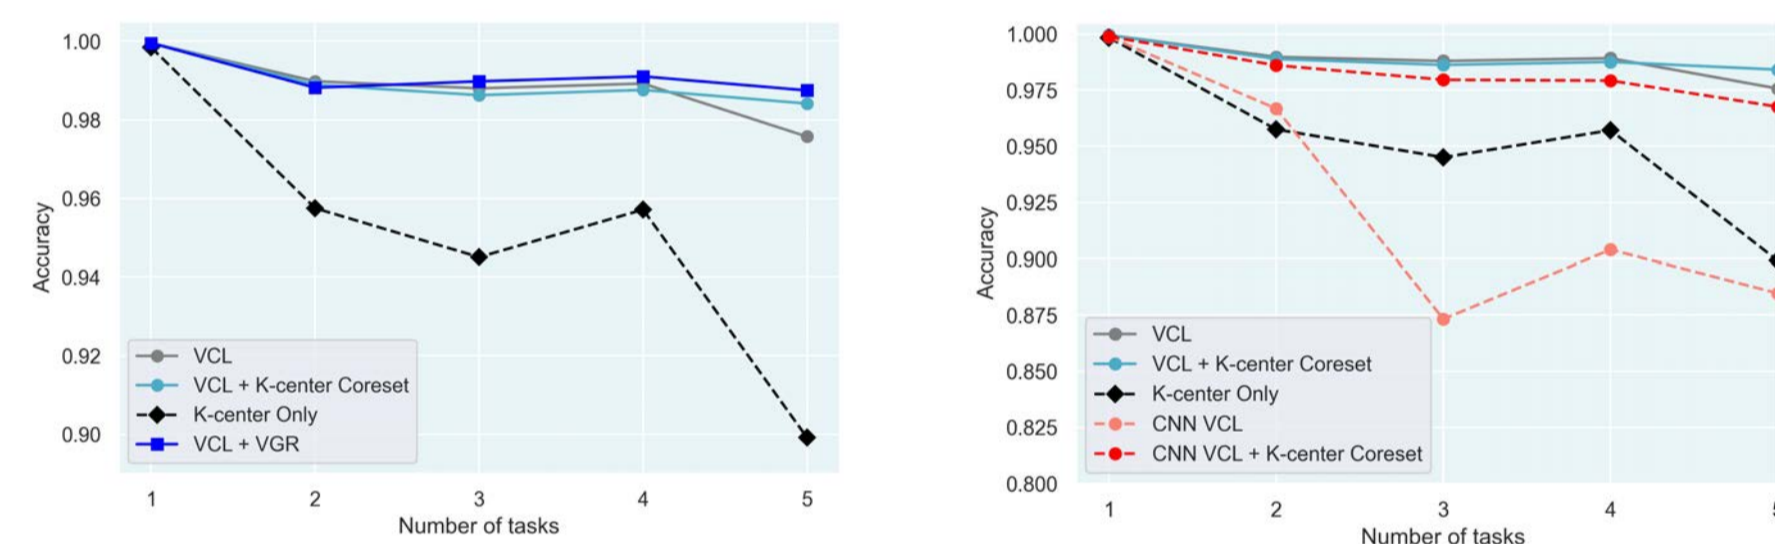 1.00
0.98
0.96
0.94
0.92
0.90
Accuracy
VCL
VCL + K-center Coreset
K-center Only
VCL + VGR
1 2 3 4 5
Number of tasks
1.000
0.975
0.950
0.925
0.900
0.875
0.850
0.825
0.800
Accuracy
VCL
VCL + K-center Coreset
K-center Only
CNN VCL
CNN VCL + K-center Coreset
1 2 3 4 5
Number of tasks